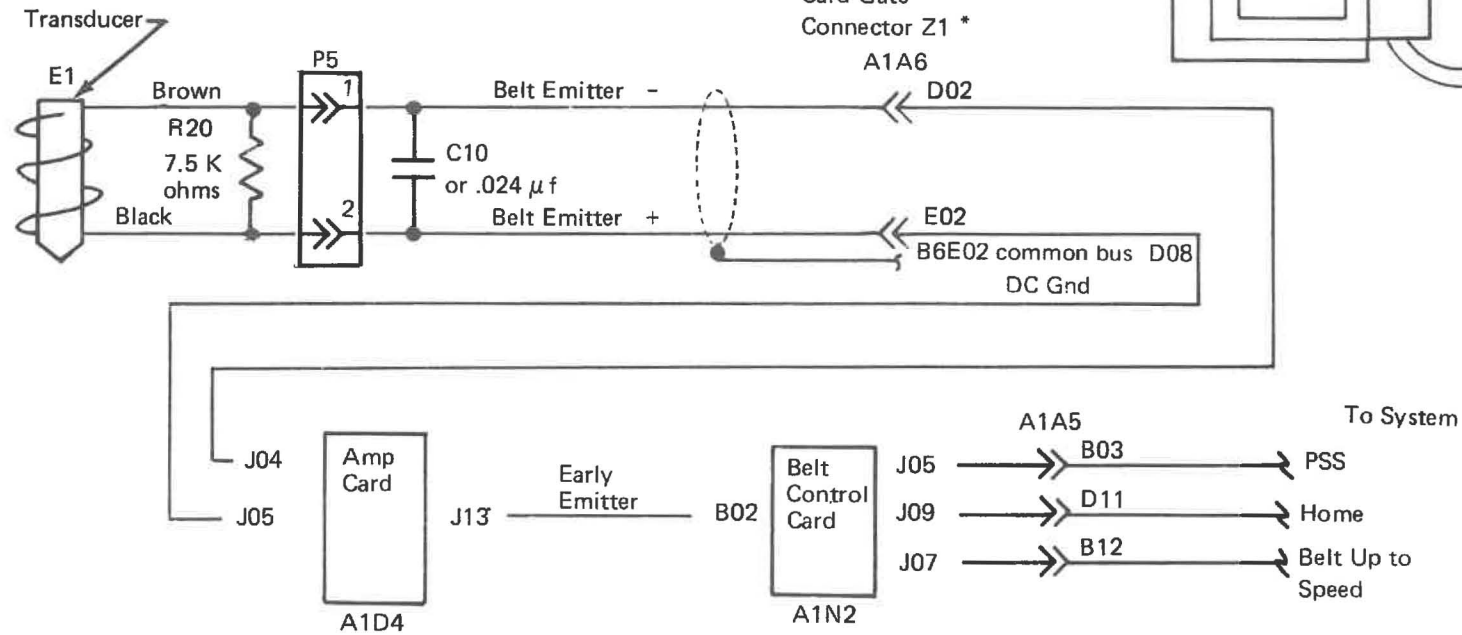 Card Gate
Connector Z1 *
A1A6
Transducer
E1
P5
Brown
1
Belt Emitter -
D02
R20
7.5 K
ohms
C10
or .024 μf
Black
2
Belt Emitter +
E02
B6E02 common bus D08
DC Gnd
J04
J05
Amp
Card
A1D4
J13
Early
Emitter
B02
Belt
Control
Card
A1N2
J05
J09
J07
A1A5
B03
D11
B12
To System
PSS
Home
Belt Up to
Speed